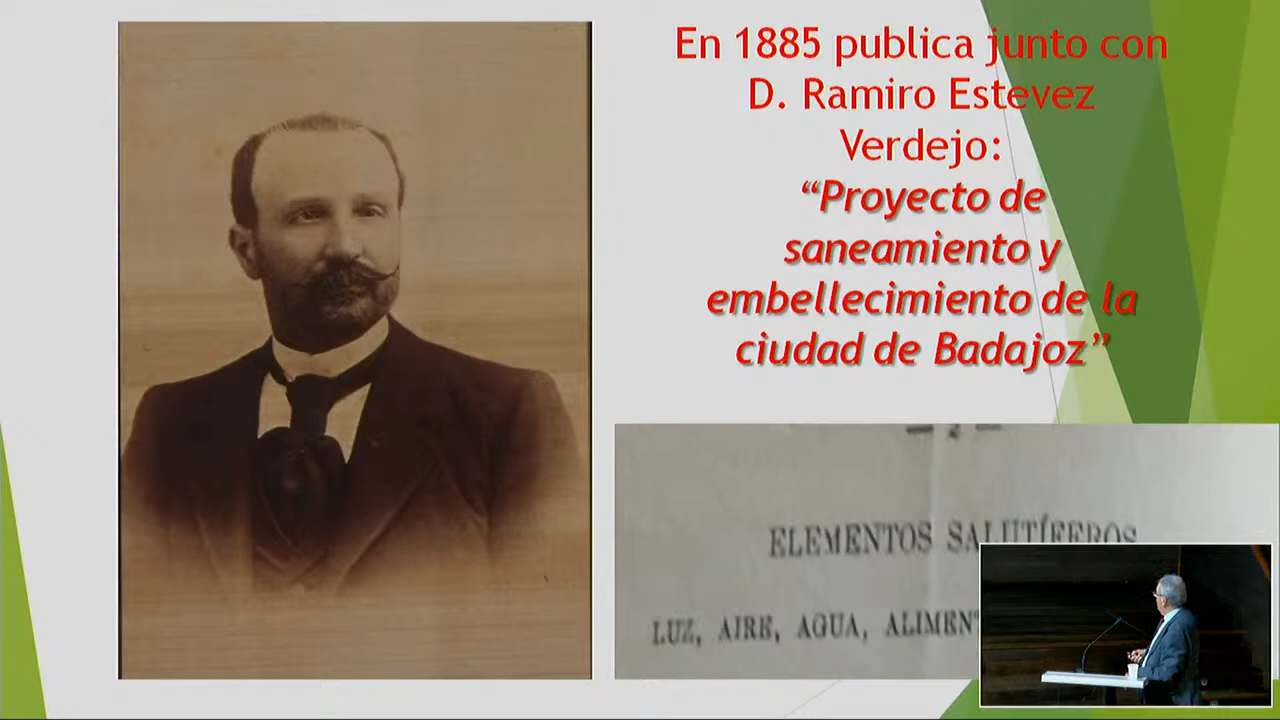 En 1885 publica junto con
D. Ramiro Estevez
Verdejo:
“Proyecto de
saneamiento y
embellecimiento de la
ciudad de Badajoz”
ELEMENTOS SALUTÍFEROS
LUZ, AIRE, AGUA,